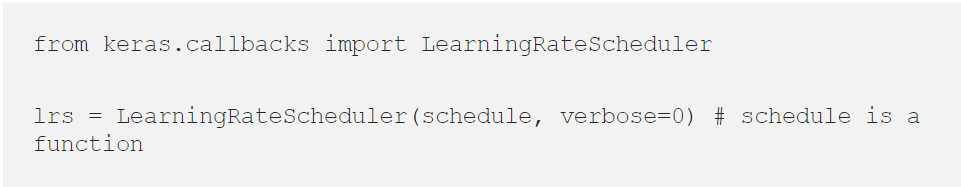 from keras.callbacks import LearningRateScheduler
lrs = LearningRateScheduler(schedule, verbose=0) # schedule is a
function